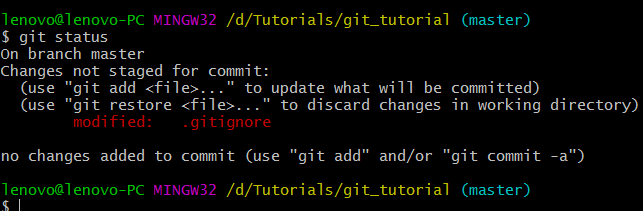 lenovo@lenovo-PC MINGW32 /d/Tutorials/git_tutorial (master)
$ git status
On branch master
Changes not staged for commit:
  (use "git add <file>..." to update what will be committed)
  (use "git restore <file>..." to discard changes in working directory)
        modified:   .gitignore

no changes added to commit (use "git add" and/or "git commit -a")

lenovo@lenovo-PC MINGW32 /d/Tutorials/git_tutorial (master)
$